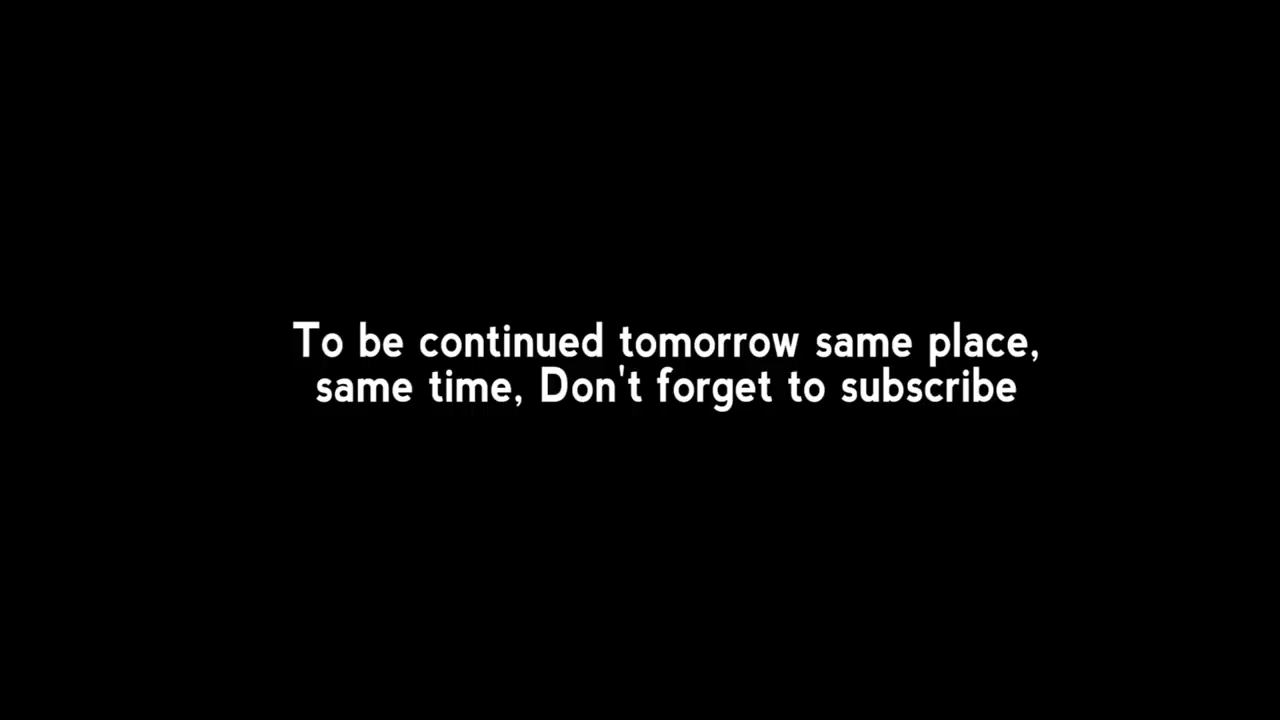 To be continued tomorrow same place,
same time, Don't forget to subscribe